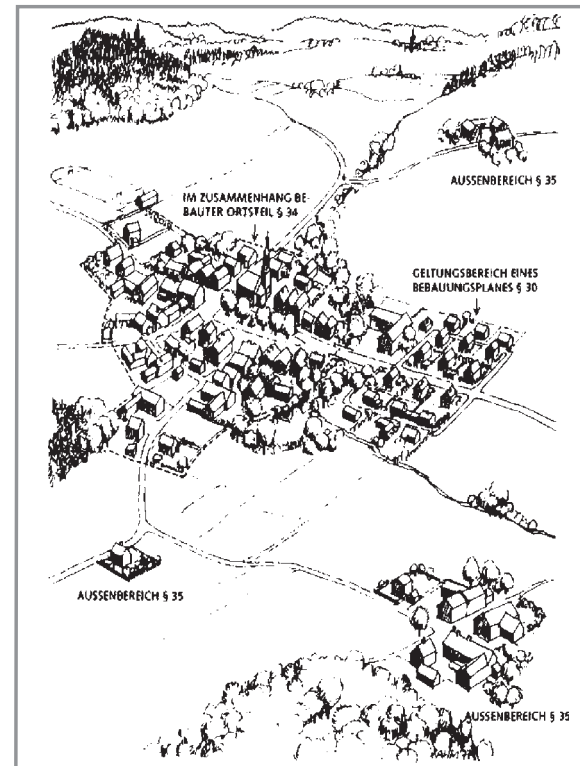 AUSSENBEREICH § 35
IM ZUSAMMENHANG BE-
BAUTER ORTSTEIL § 34
GELTUNGSBEREICH EINES
BEBAUUNGSPLANES § 30
AUSSENBEREICH § 35
AUSSENBEREICH § 35